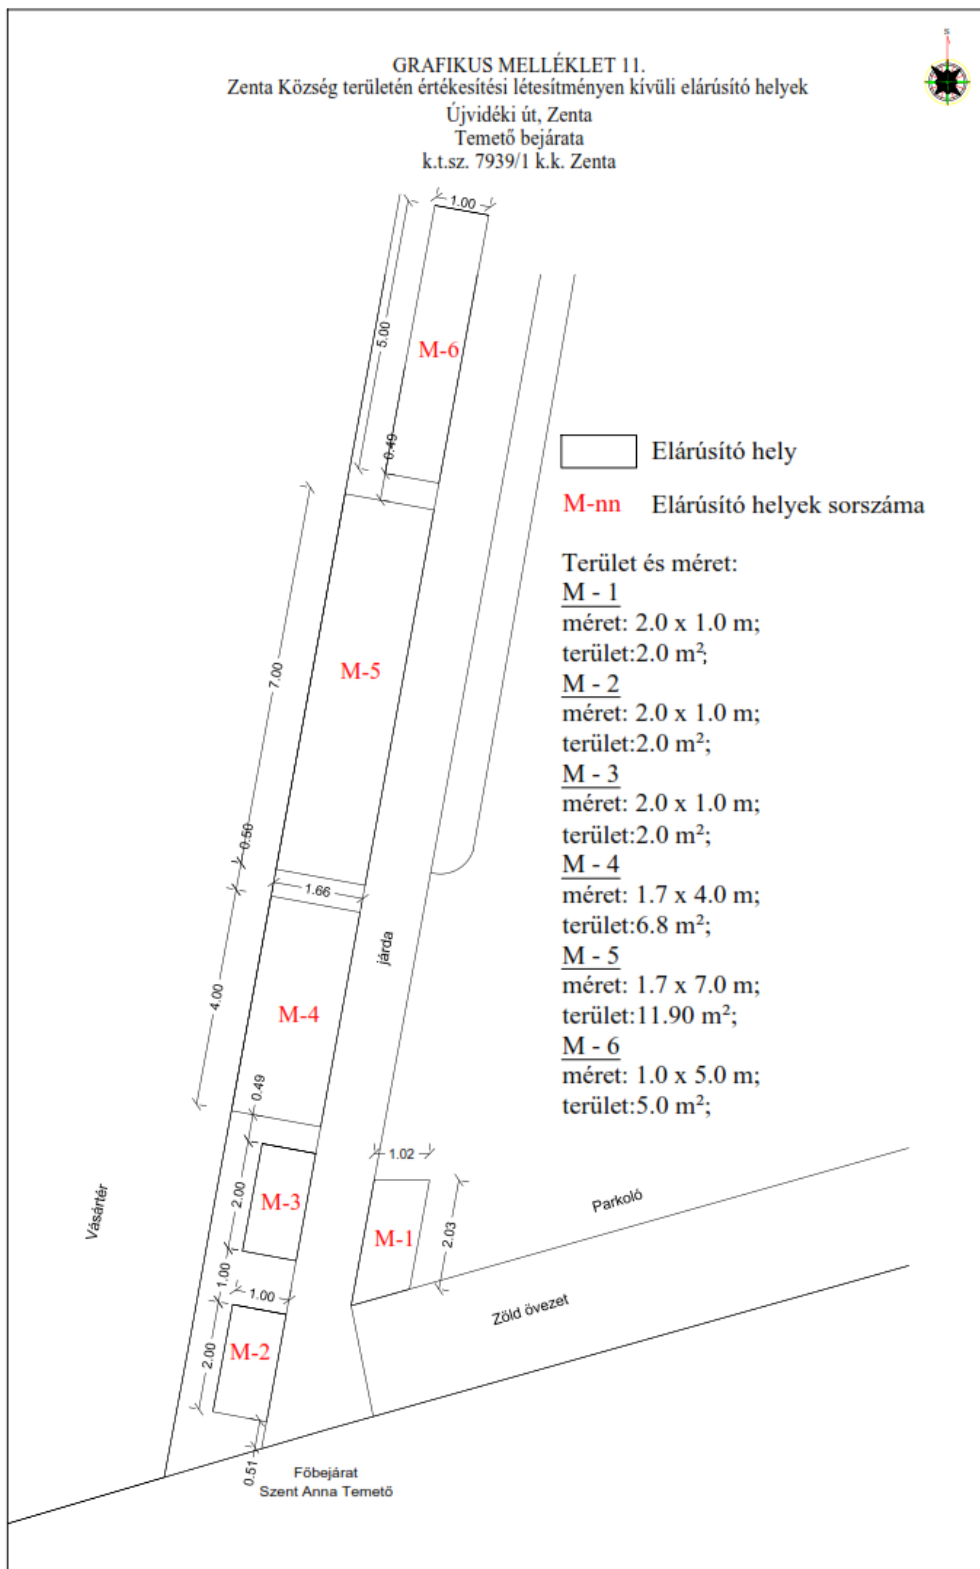 S
GRAFIKUS MELLÉKLET 11.
Zenta Község területén értékesítési létesítményen kívüli elárúsító helyek
Újvidéki út, Zenta
Temető bejárata
k.t.sz. 7939/1 k.k. Zenta
1.00
5.00
M-6
0.49
Elárúsító hely
M-nn Elárúsító helyek sorszáma
Terület és méret:
M - 1
méret: 2.0 x 1.0 m;
terület:2.0 m²;
M - 2
méret: 2.0 x 1.0 m;
terület:2.0 m²;
M - 3
méret: 2.0 x 1.0 m;
terület:2.0 m²;
M - 4
méret: 1.7 x 4.0 m;
terület:6.8 m²;
M - 5
méret: 1.7 x 7.0 m;
terület:11.90 m²;
M - 6
méret: 1.0 x 5.0 m;
terület:5.0 m²;
7.00
M-5
0.50
1.66
járda
4.00
M-4
0.49
1.02
Vásártér
2.00
M-3
M-1
2.03
Parkoló
1.00
1.00
Zöld övezet
2.00
M-2
0.51
Főbejárat
Szent Anna Temető